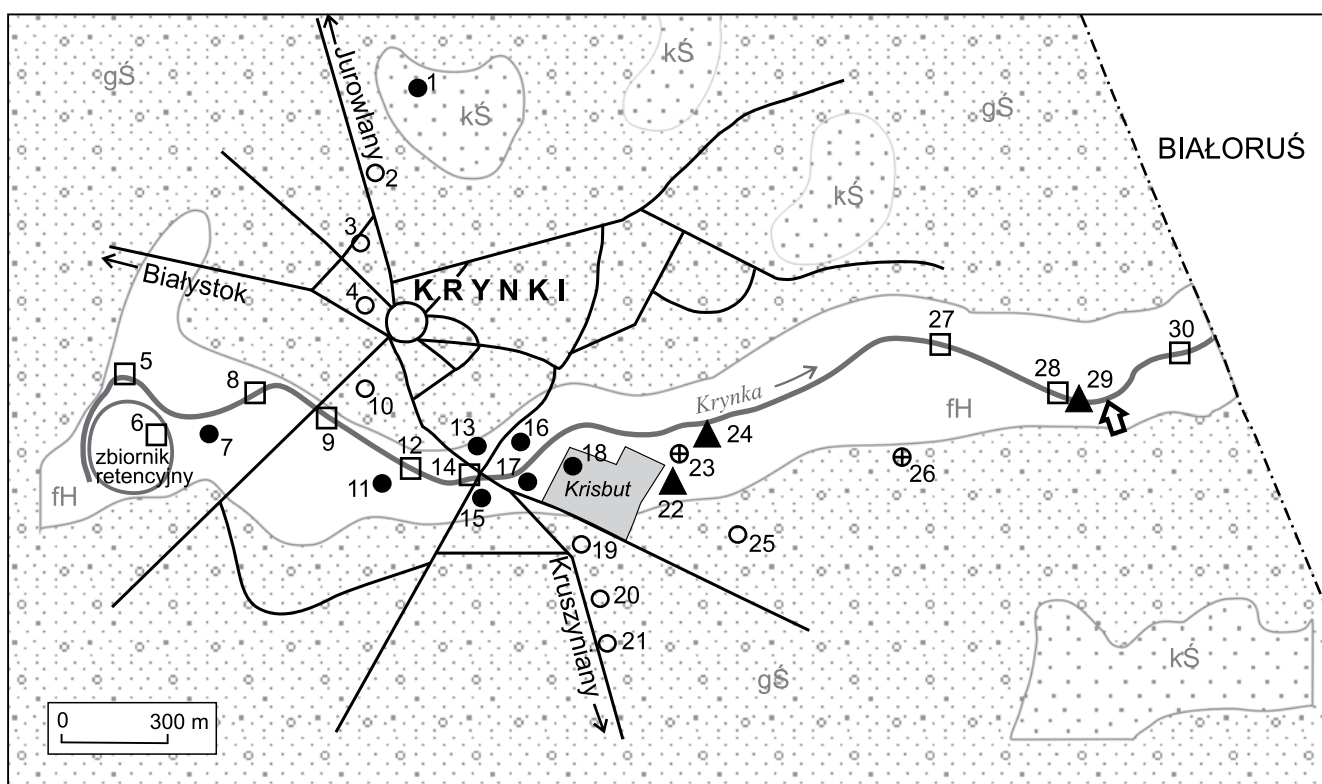 gŚ
Jurowlany
1
kŚ
kŚ
gŚ
BIAŁORUŚ
2
kŚ
3
Białystok
4
KRYNKI
5
8
27
30
28
29
6
zbiornik
retencyjny
7
9
10
Krynka
fH
12
13
16
24
11
14
17
18
23
26
fH
15
Krisbut
22
19
25
20
21
Kruszyniany
gŚ
kŚ
0 300 m